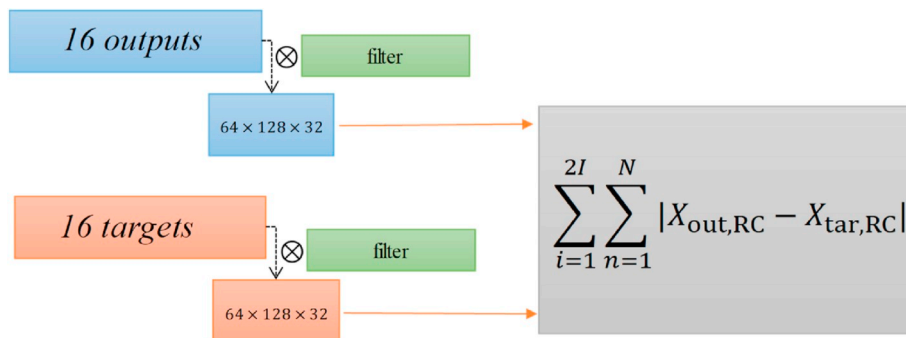 16 outputs
⊗
filter
64 × 128 × 32
16 targets
⊗
filter
64 × 128 × 32
∑_{i=1}^{2I} ∑_{n=1}^{N} |X_{out,RC} − X_{tar,RC}|